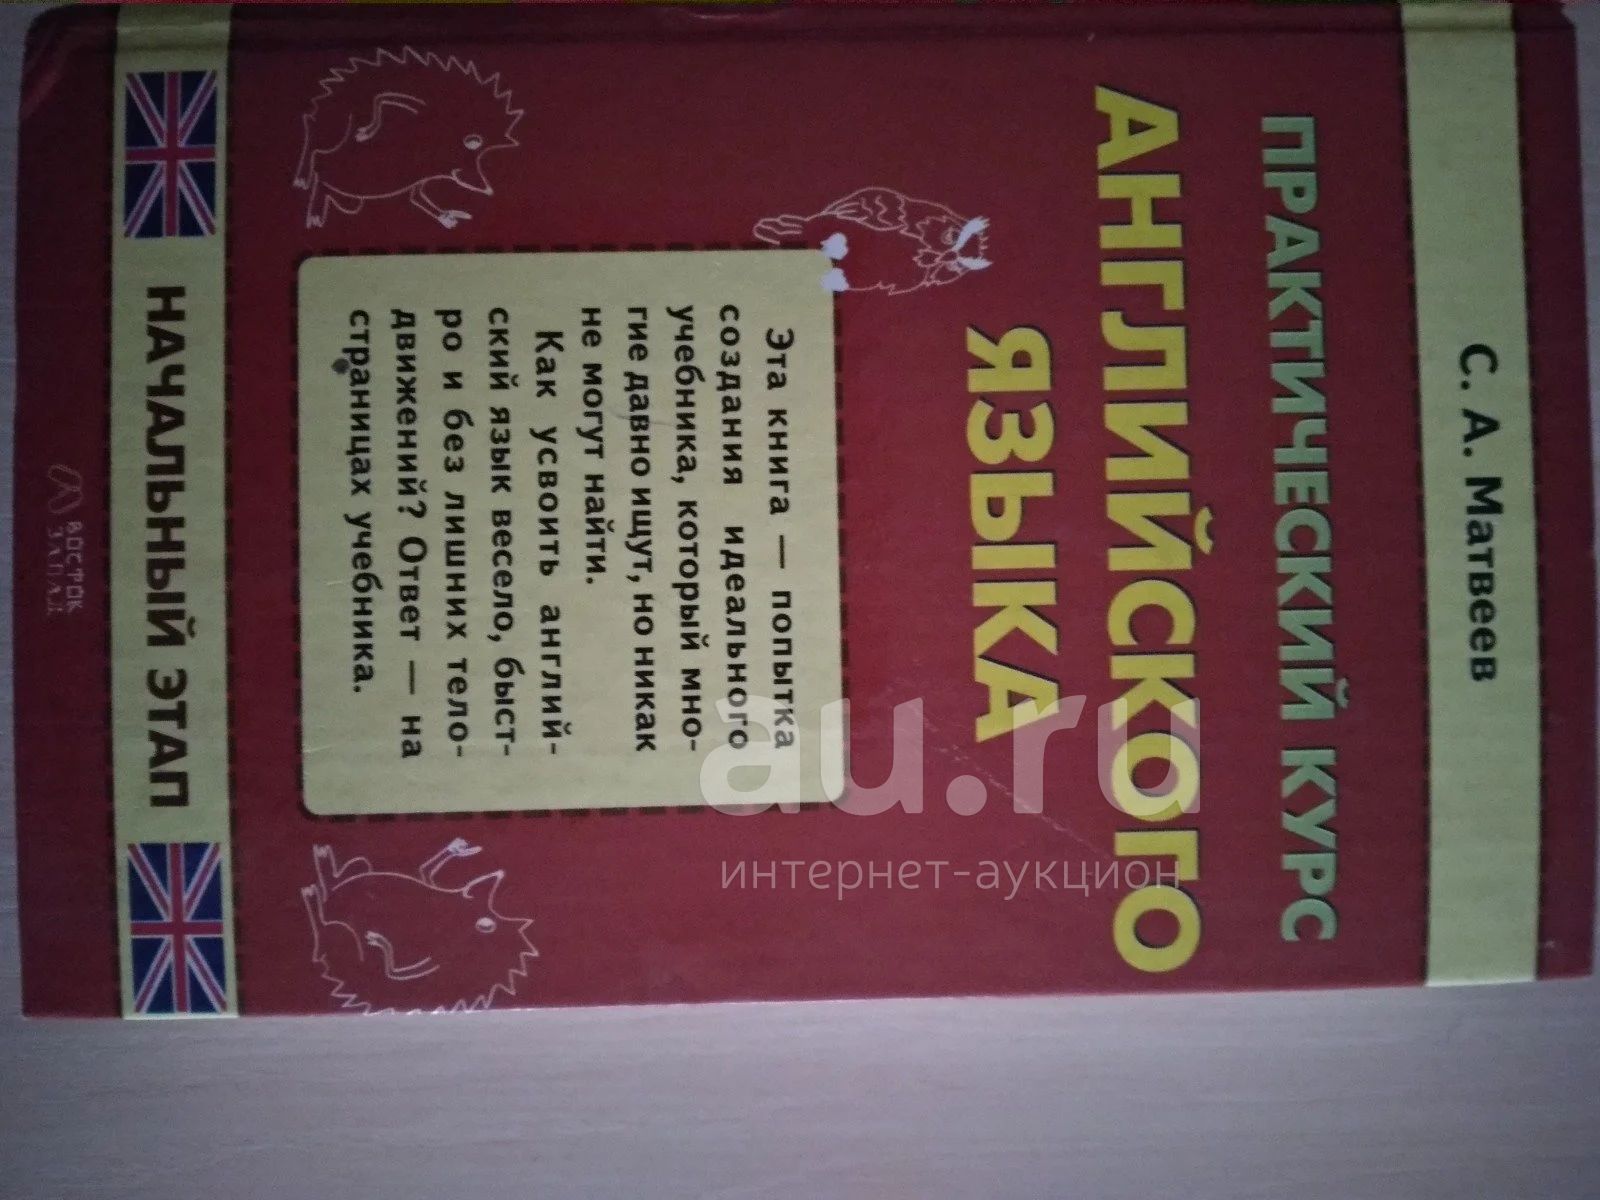 С. А. Матвеев
ПРАКТИЧЕСКИЙ КУРС
АНГЛИЙСКОГО
ЯЗЫКА
Эта книга — попытка
создания идеального
учебника, который мно-
гие давно ищут, но никак
не могут найти.
Как усвоить англий-
ский язык весело, быст-
ро и без лишних тело-
движений? Ответ — на
страницах учебника.
НАЧАЛЬНЫЙ ЭТАП
ВОСТОК
ЗАПАД
au.ru
интернет-аукцион